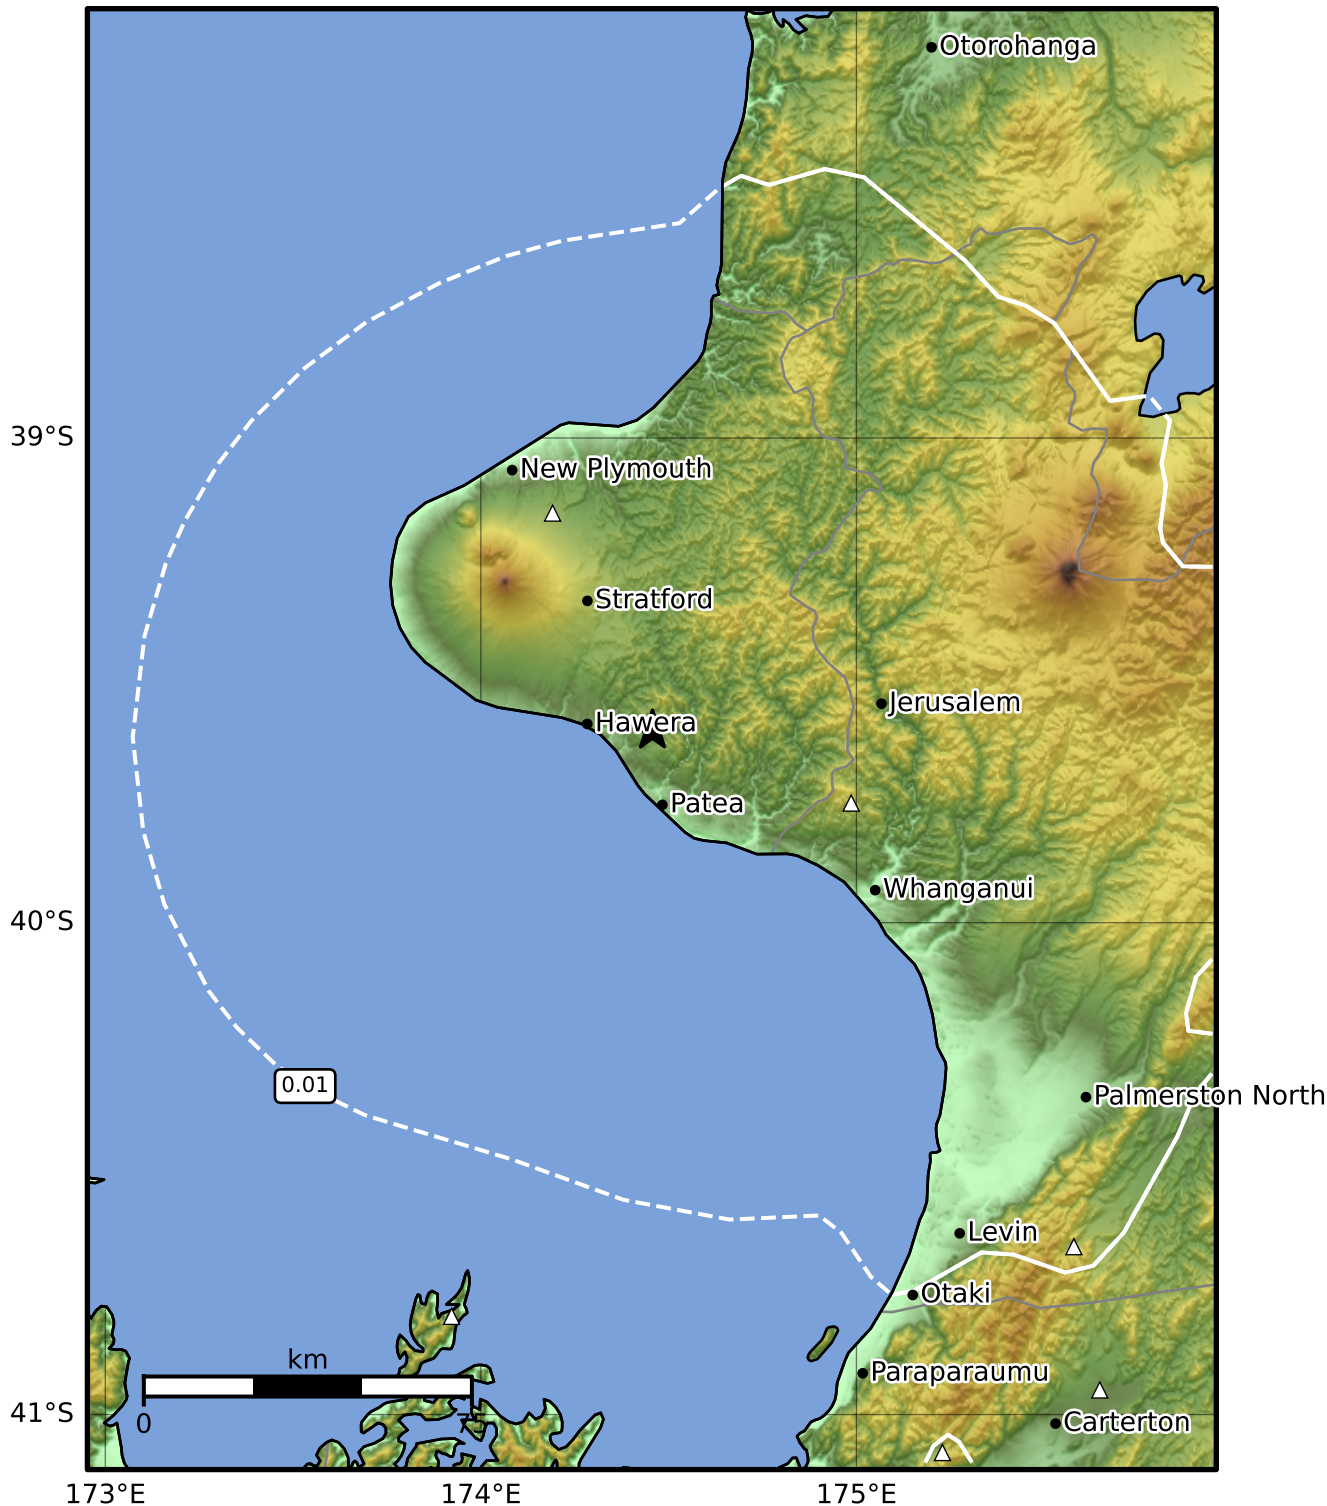 Otorohanga
39°S
New Plymouth
Stratford
Jerusalem
Hawera
Patea
Whanganui
40°S
0.01
Palmerston North
Levin
Otaki
km
Paraparaumu
0
41°S
Carterton
173°E
174°E
175°E